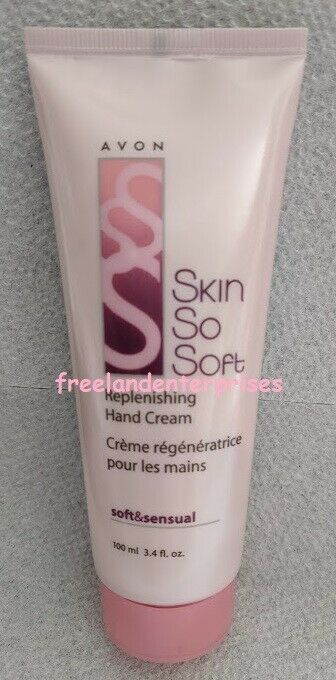 AVON
SSS
Skin
So
Soft
freelandenterprises
Replenishing
Hand Cream
Crème régénératrice
pour les mains
soft&sensual
100 ml 3.4 fl. oz.